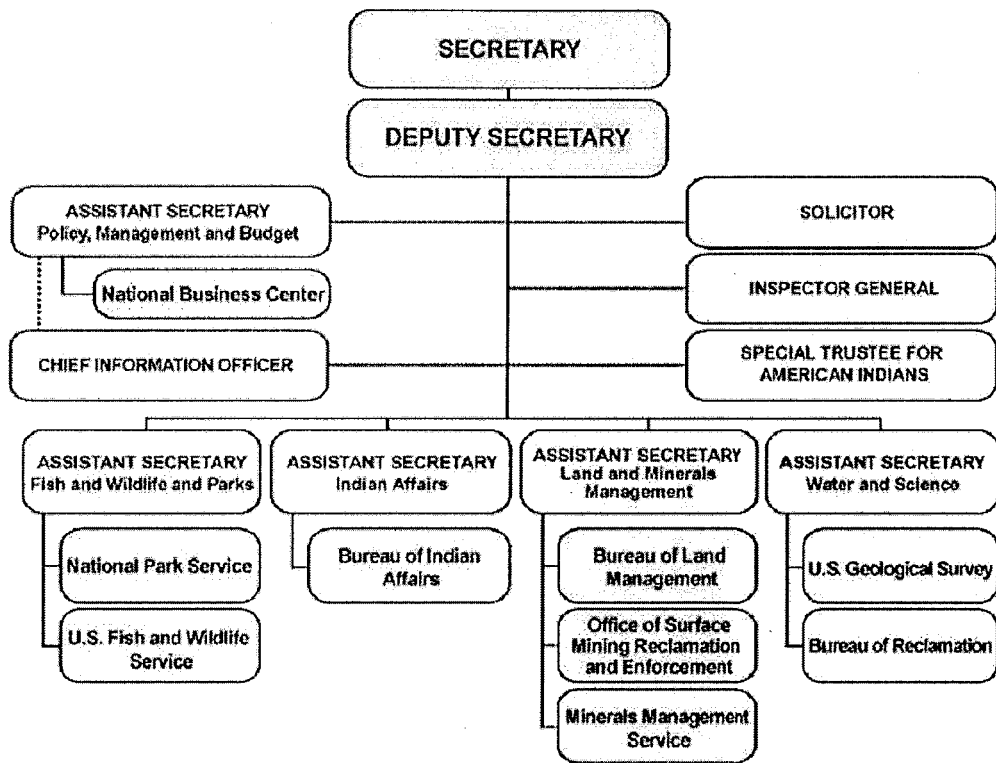 SECRETARY
DEPUTY SECRETARY
ASSISTANT SECRETARY
Policy, Management and Budget
SOLICITOR
National Business Center
INSPECTOR GENERAL
CHIEF INFORMATION OFFICER
SPECIAL TRUSTEE FOR
AMERICAN INDIANS
ASSISTANT SECRETARY
Fish and Wildlife and Parks
ASSISTANT SECRETARY
Indian Affairs
ASSISTANT SECRETARY
Land and Minerals
Management
ASSISTANT SECRETARY
Water and Science
National Park Service
U.S. Fish and Wildlife
Service
Bureau of Indian
Affairs
Bureau of Land
Management
Office of Surface
Mining Reclamation
and Enforcement
Minerals Management
Service
U.S. Geological Survey
Bureau of Reclamation